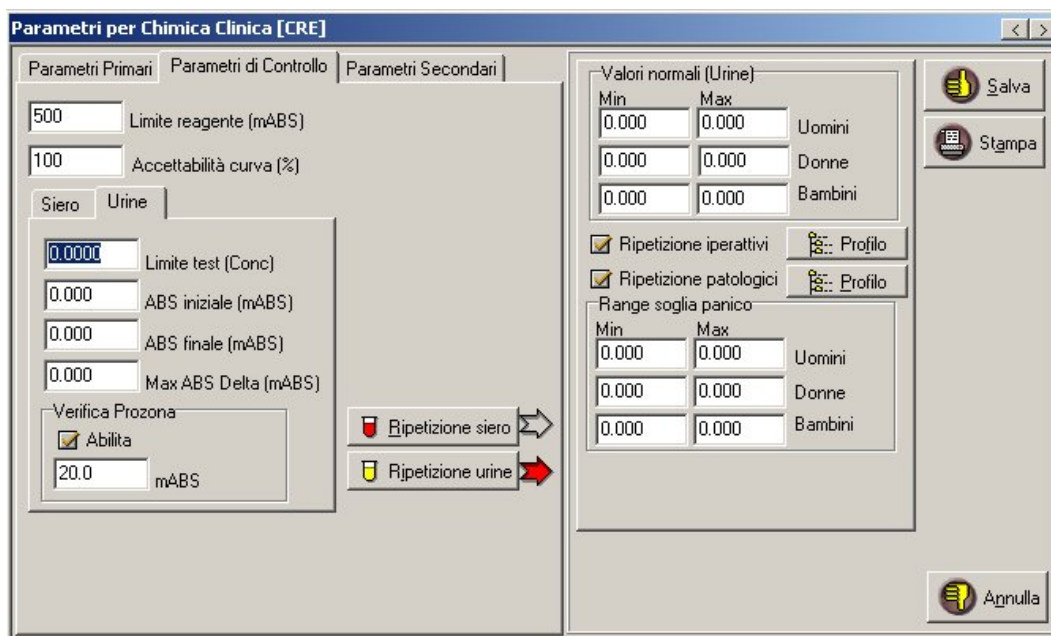 Parametri per Chimica Clinica [CRE]
Parametri Primari
Parametri di Controllo
Parametri Secondari
500 Limite reagente (mABS)
100 Accettabilità curva (%)
Siero
Urine
0.0000 Limite test (Conc)
0.000 ABS iniziale (mABS)
0.000 ABS finale (mABS)
0.000 Max ABS Delta (mABS)
Verifica Prozona
Abilita
20.0 mABS
Ripetizione siero
Ripetizione urine
Valori normali (Urine)
Min Max
0.000 0.000 Uomini
0.000 0.000 Donne
0.000 0.000 Bambini
Ripetizione iperattivi Profilo
Ripetizione patologici Profilo
Range soglia panico
Min Max
0.000 0.000 Uomini
0.000 0.000 Donne
0.000 0.000 Bambini
Salva
Stampa
Annulla